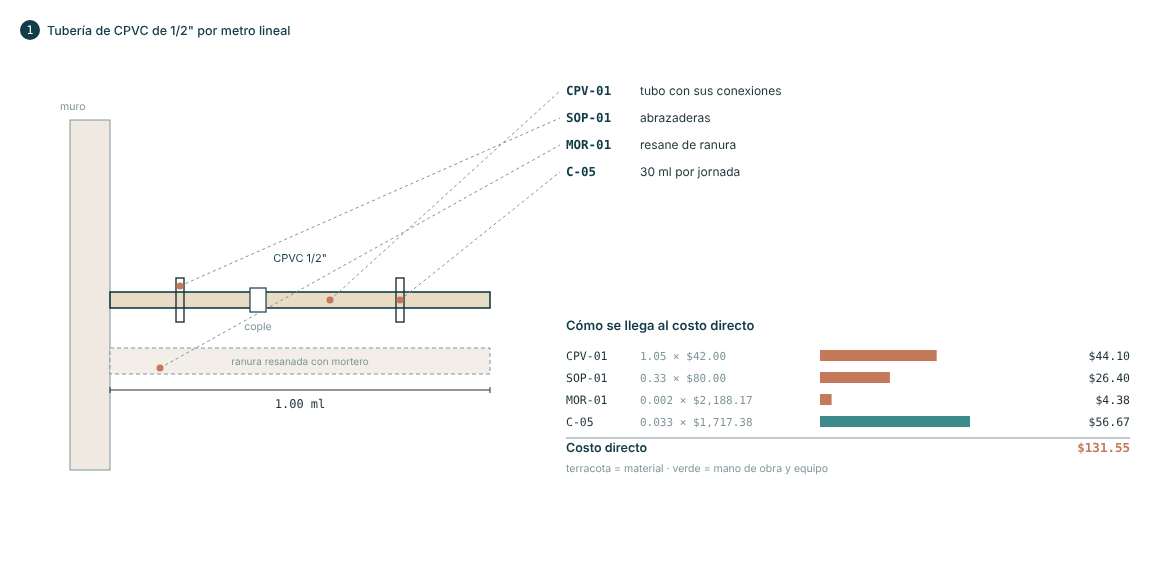 1 Tubería de CPVC de 1/2" por metro lineal
muro
CPV-01 tubo con sus conexiones
SOP-01 abrazaderas
MOR-01 resane de ranura
C-05 30 ml por jornada
CPVC 1/2"
cople
ranura resanada con mortero
1.00 ml
Cómo se llega al costo directo
CPV-01 1.05 × $42.00 $44.10
SOP-01 0.33 × $80.00 $26.40
MOR-01 0.002 × $2,188.17 $4.38
C-05 0.033 × $1,717.38 $56.67
Costo directo $131.55
terracota = material · verde = mano de obra y equipo